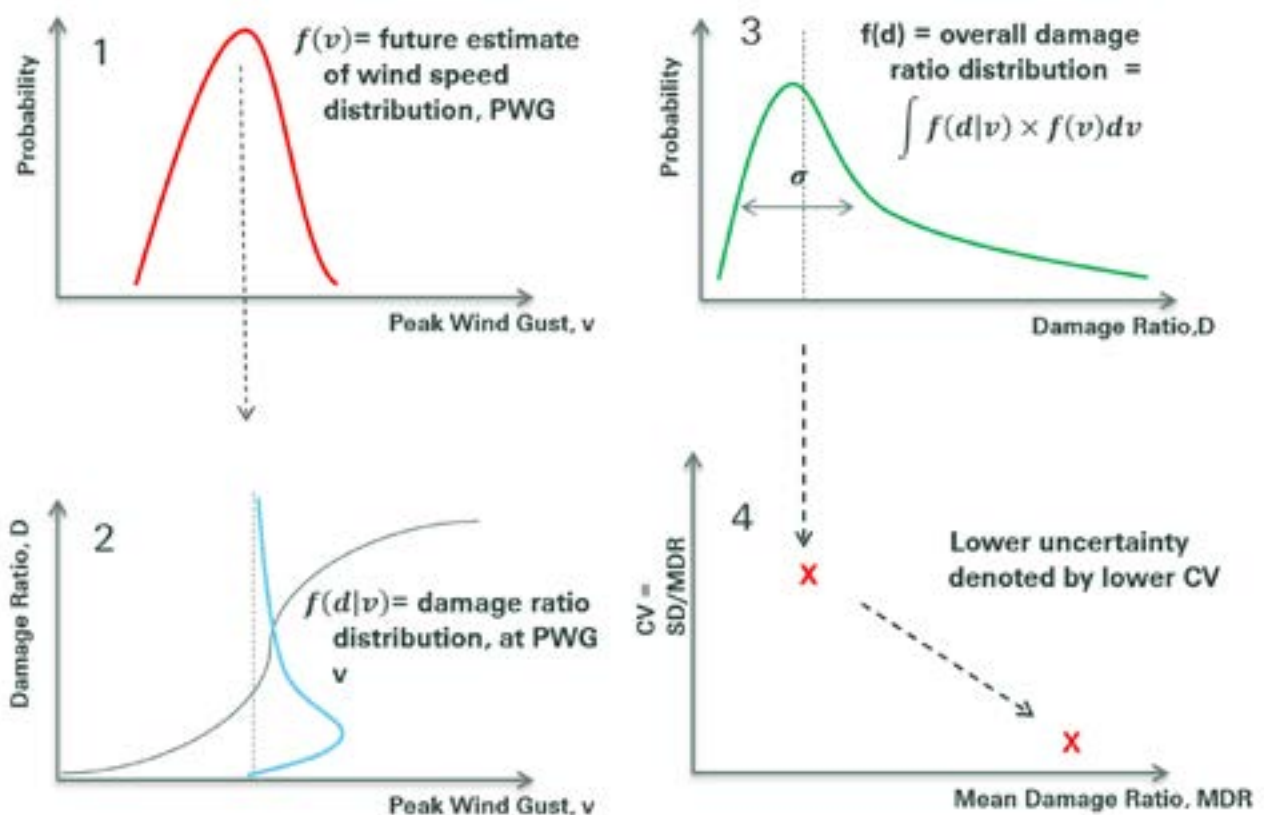 1
f(v)= future estimate
of wind speed
distribution, PWG
Probability
Peak Wind Gust, v
3
f(d) = overall damage
ratio distribution =
∫ f(d|v) × f(v)dv
σ
Probability
Damage Ratio,D
2
f(d|v)= damage ratio
distribution, at PWG
v
Damage Ratio, D
Peak Wind Gust, v
4
Lower uncertainty
denoted by lower CV
X
X
CV =
SD/MDR
Mean Damage Ratio, MDR